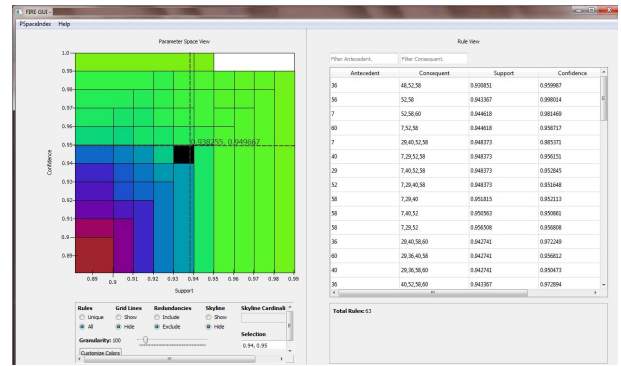 FIRE GUI -
PSpaceIndex Help
Parameter Space View
1.0
0.99
0.98
0.97
0.96
0.95
0.94
0.93
0.92
0.91
0.9
0.89
Confidence
0.938255, 0.949667
0.89 0.9 0.91 0.92 0.93 0.94 0.95 0.96 0.97 0.98 0.99
Support
Rules Grid Lines Redundancies Skyline Skyline Cardinali
Unique Show Include Show
All Hide Exclude Hide
Granularity: 100
Selection
0.94, 0.95
Customize Colors
Rule View
Filter Antecedent. Filter Consequent.
Antecedent Consequent Support Confidence
36 48,52,58 0.930851 0.959987
56 52,58 0.943367 0.998014
7 52,58,60 0.944618 0.981469
60 7,52,58 0.944618 0.958717
7 29,40,52,58 0.948373 0.985371
40 7,29,52,58 0.948373 0.956151
29 7,40,52,58 0.948373 0.952845
52 7,29,40,58 0.948373 0.951648
58 7,29,40 0.951815 0.952113
58 7,40,52 0.950563 0.950861
58 7,29,52 0.956508 0.956808
36 29,40,58,60 0.942741 0.972249
60 29,36,40,58 0.942741 0.956812
40 29,36,58,60 0.942741 0.950473
36 40,52,58,60 0.943367 0.972894
Total Rules: 63